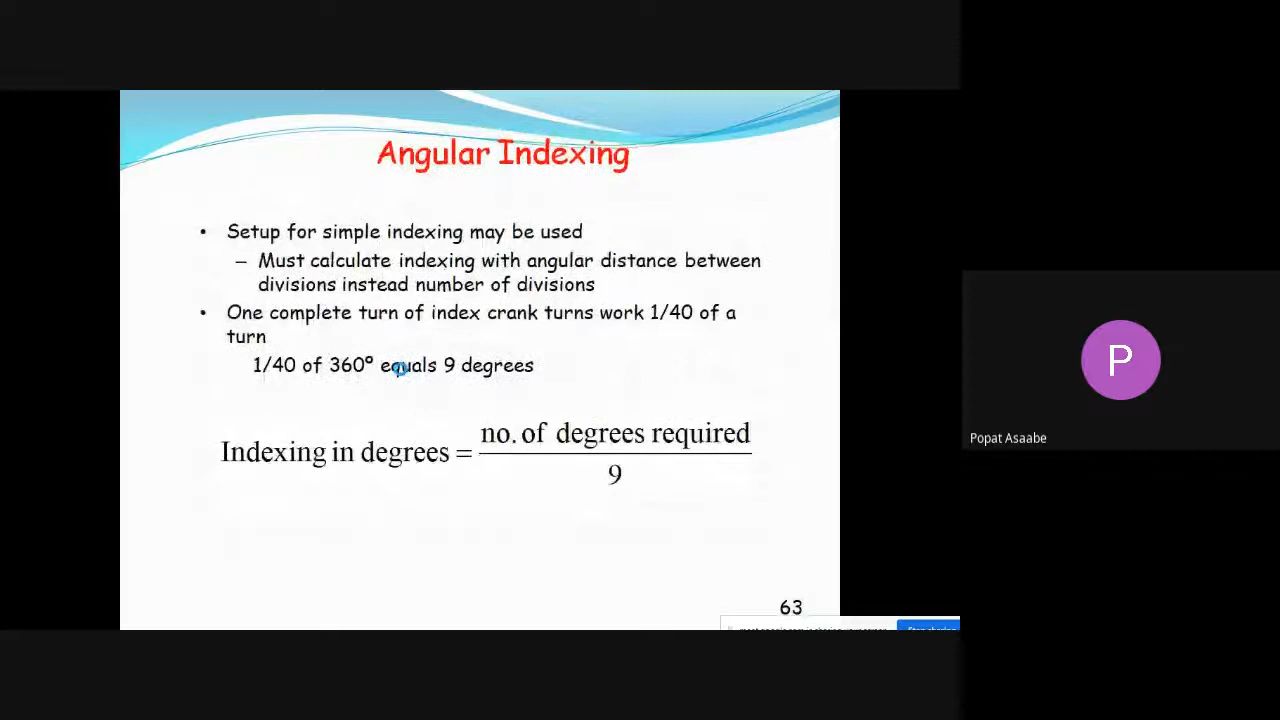 Angular Indexing
• Setup for simple indexing may be used
– Must calculate indexing with angular distance between
divisions instead number of divisions
• One complete turn of index crank turns work 1/40 of a
turn
1/40 of 360º equals 9 degrees
Indexing in degrees = no. of degrees required
9
63
P
Popat Asaabe